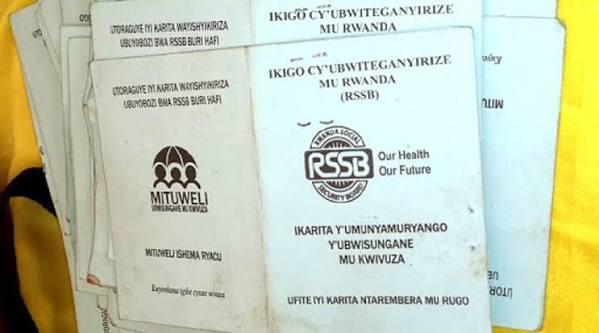 UTORAGUYE IYI KARITA WAYISHYIKIRIZA
UBUYOBOZI BWA RSSB BURI HAFI
IKIGO CY'UBWITEGANYIRIZE
MU RWANDA
UTORAGUYE IYI KARITA WAYISHYIKIRIZA
UBUYOBOZI BWA RSSB BURI HAFI
MITUWELI
UBWISUNGANE MU KWIVUZA
MITUWELI ISHEMA RYACU
IKIGO CY'UBWITEGANYIRIZE
MU RWANDA
(RSSB)
RWANDA SOCIAL
RSSB
SECURITY BOARD
Our Health
Our Future
IKARITA Y'UMUNYAMURYANGO
Y'UBWISUNGANE
MU KWIVUZA
UFITE IYI KARITA NTAREMBERA MU RUGO
MITUW
UTOR